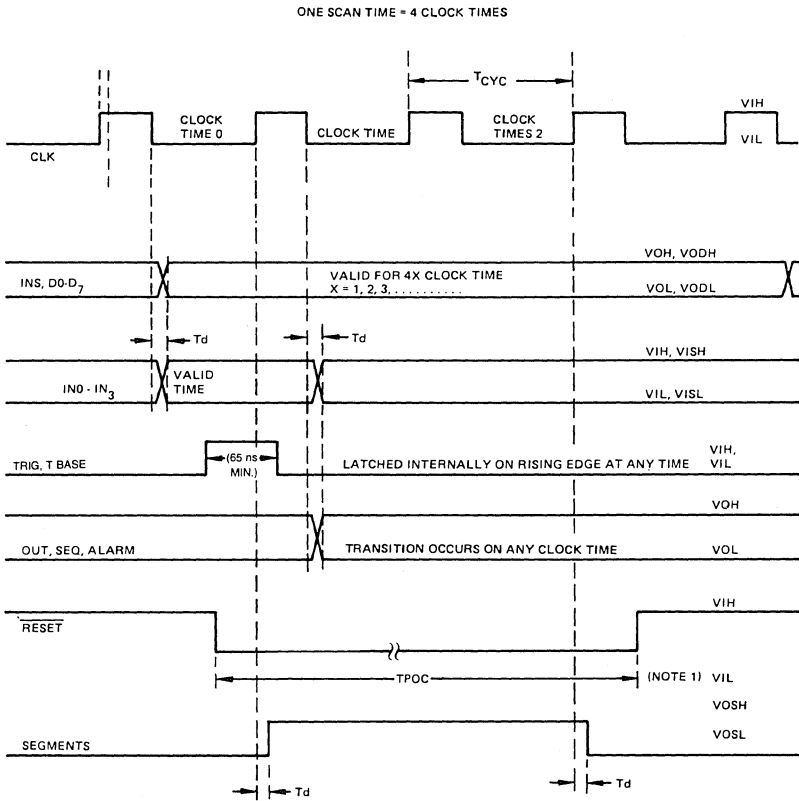 ONE SCAN TIME = 4 CLOCK TIMES
TCYC
VIH
CLOCK
TIME 0
CLOCK TIME
CLOCK
TIMES 2
VIL
CLK
VOH, VODH
INS, D0-D7
VALID FOR 4X CLOCK TIME
X = 1, 2, 3, . . . . . . . . . .
VOL, VODL
Td
Td
VIH, VISH
VALID
TIME
IN0 - IN3
VIL, VISL
(65 ns
MIN.)
TRIG, T BASE
LATCHED INTERNALLY ON RISING EDGE AT ANY TIME
VIH,
VIL
VOH
OUT, SEQ, ALARM
TRANSITION OCCURS ON ANY CLOCK TIME
VOL
VIH
RESET
TPOC
(NOTE 1)
VIL
VOSH
VOSL
SEGMENTS
Td
Td